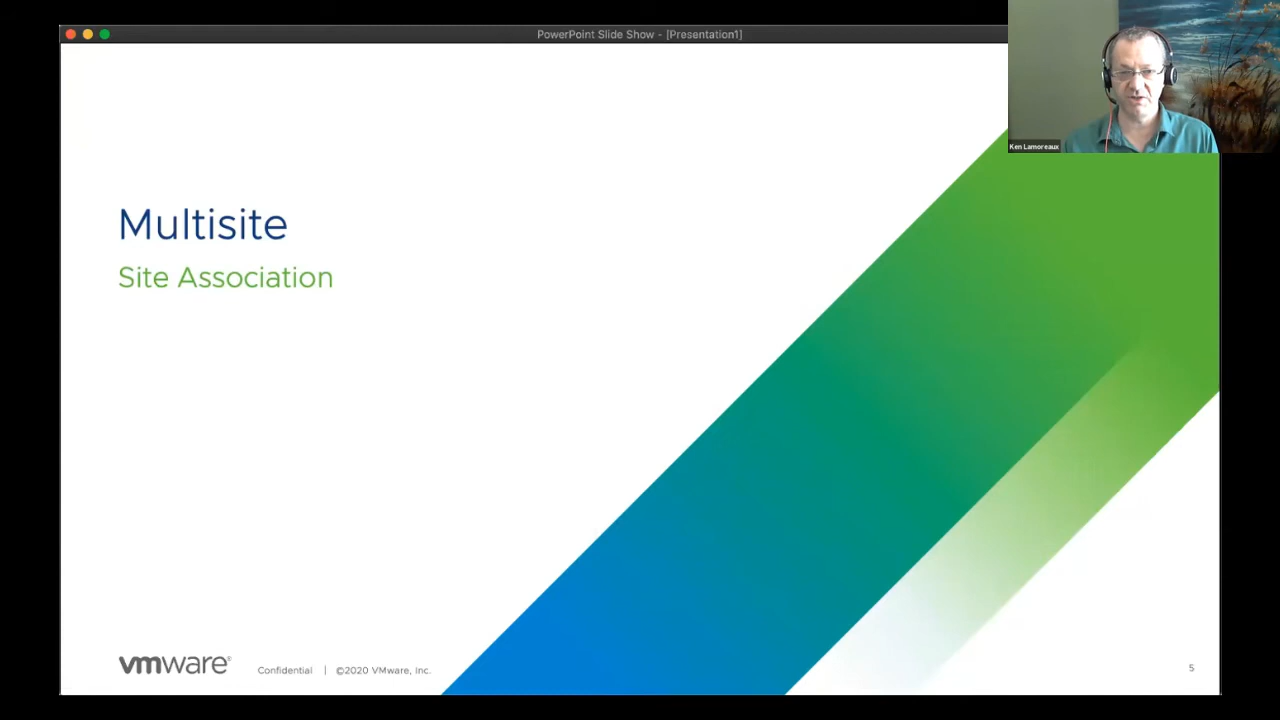 PowerPoint Slide Show - [Presentation1]
Ken Lamoreaux
Multisite
Site Association
vmware®
Confidential | ©2020 VMware, Inc.
5